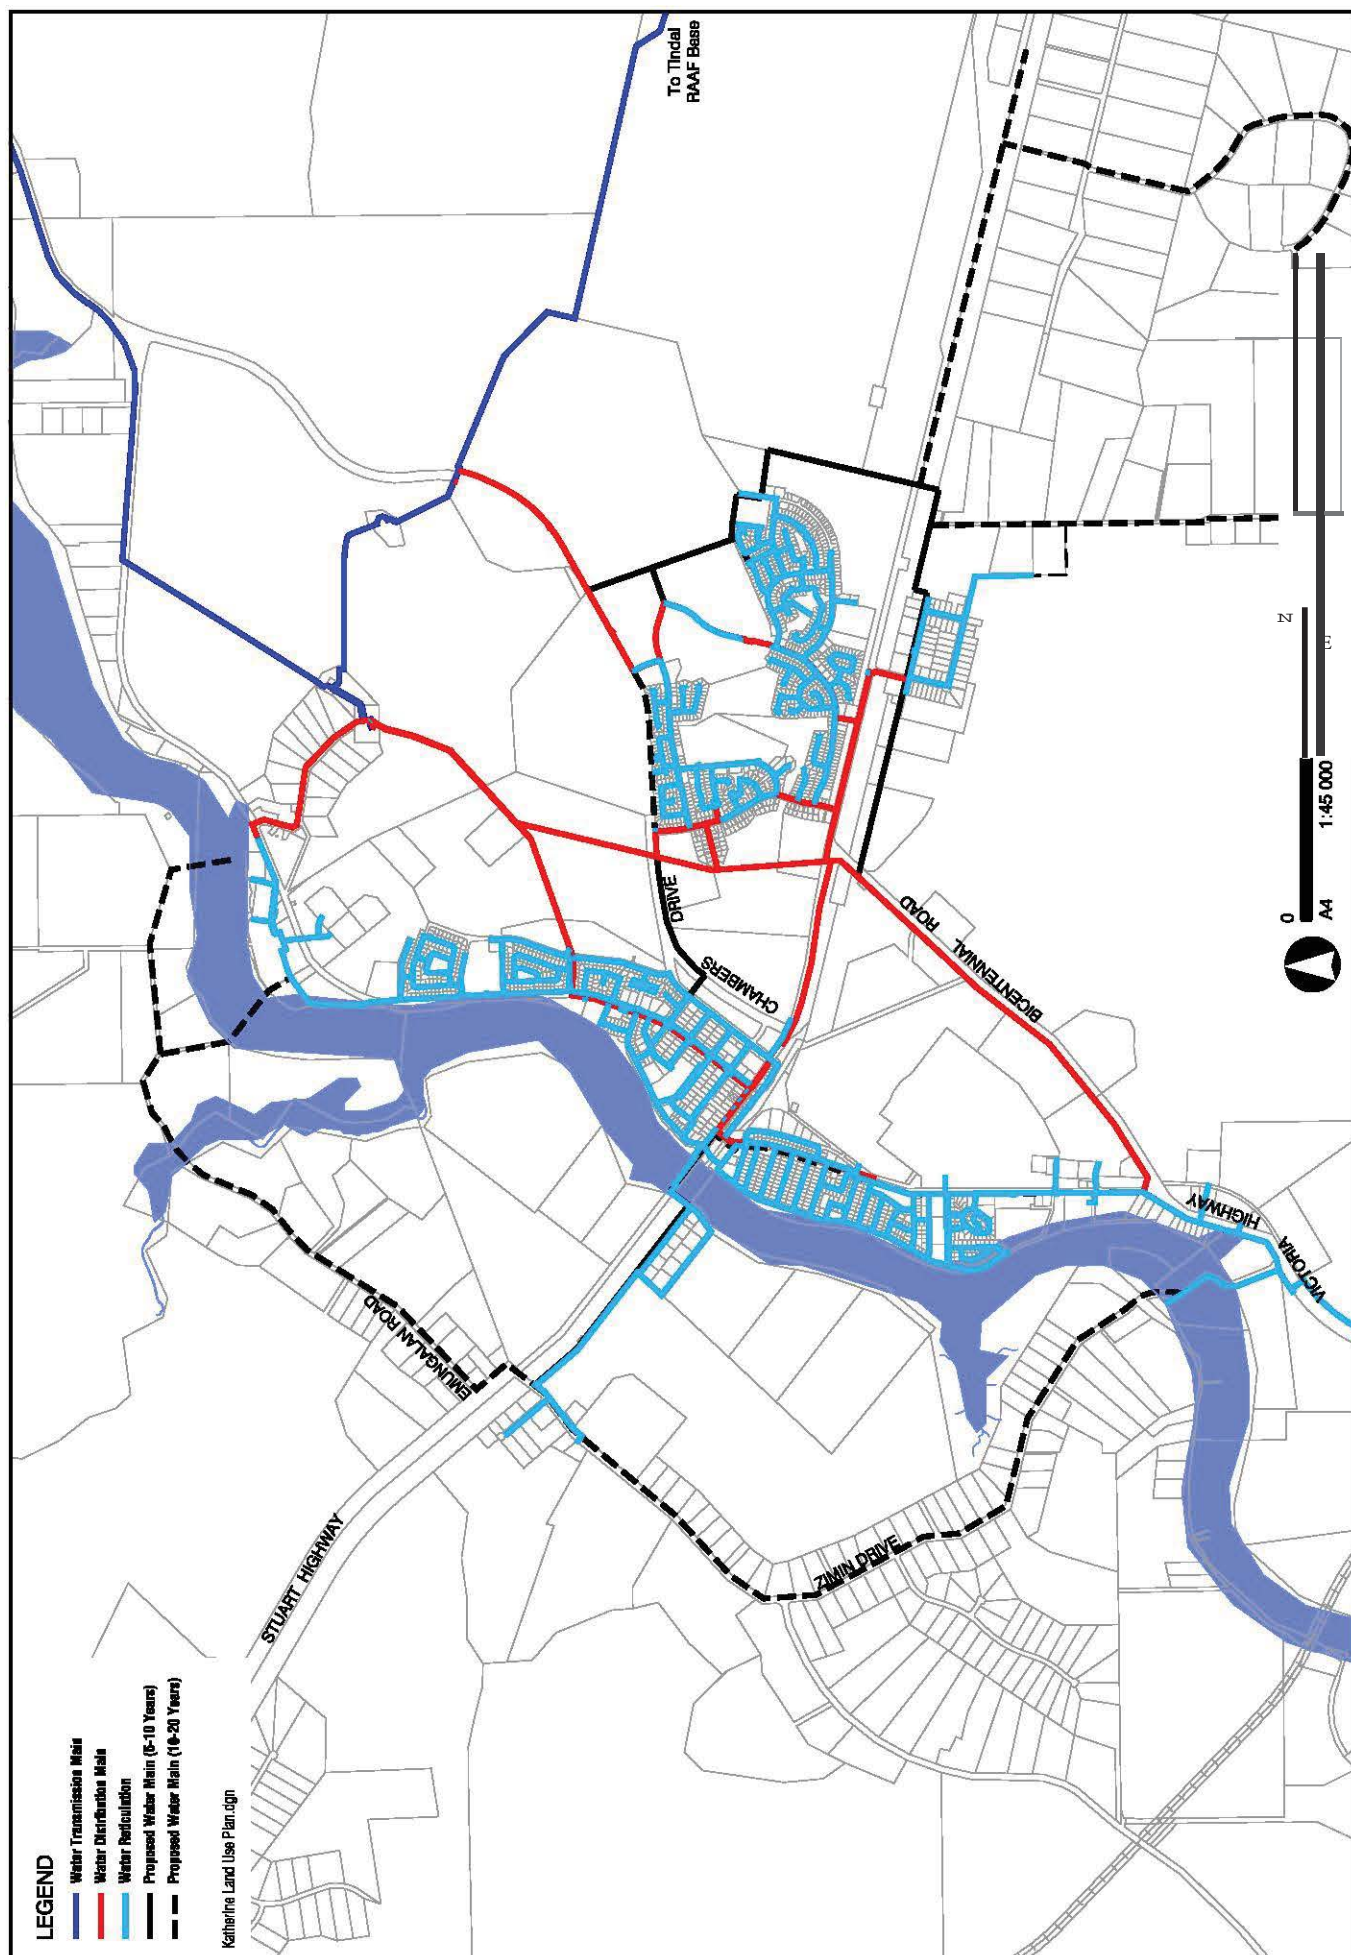 LEGEND
Water Transmission Main
Water Distribution Main
Water Reticulation
Proposed Water Main (5-10 Years)
Proposed Water Main (10-20 Years)
Katherine Land Use Plan.dgn
STUART HIGHWAY
EMUNGALAN ROAD
ZIMIN DRIVE
VICTORIA
HIGHWAY
BICENTENNIAL
ROAD
CHAMBERS
DRIVE
To Tindal
RAAF Base
0
A4
1:45 000
N
E